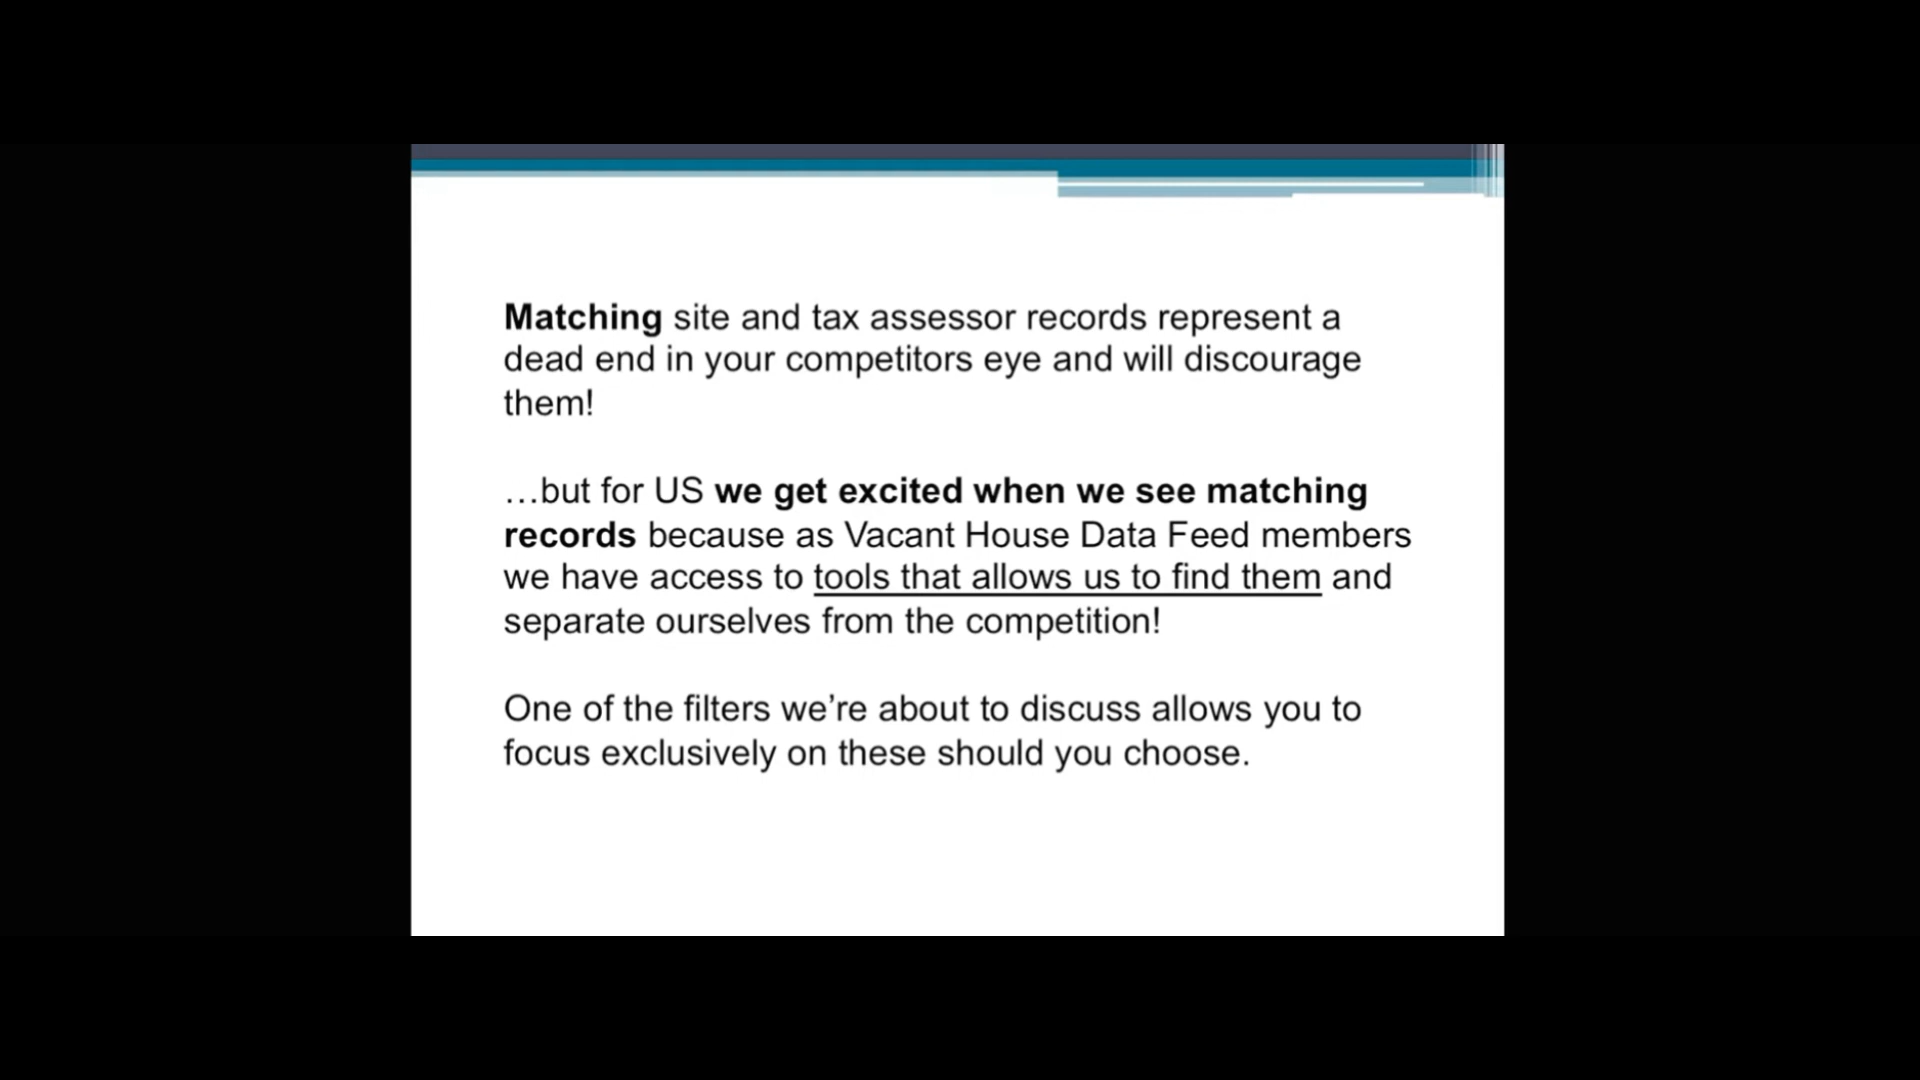 Matching site and tax assessor records represent a
dead end in your competitors eye and will discourage
them!
…but for US we get excited when we see matching
records because as Vacant House Data Feed members
we have access to tools that allows us to find them and
separate ourselves from the competition!
One of the filters we’re about to discuss allows you to
focus exclusively on these should you choose.